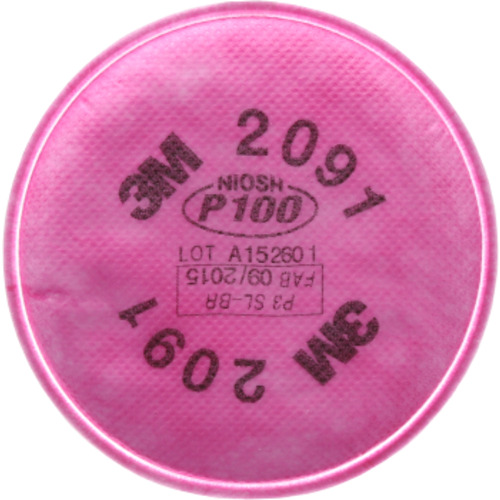 3M 2091
NIOSH
P100
LOT A152601
P3 SL-BR
FAB 09/2015
3M 2091